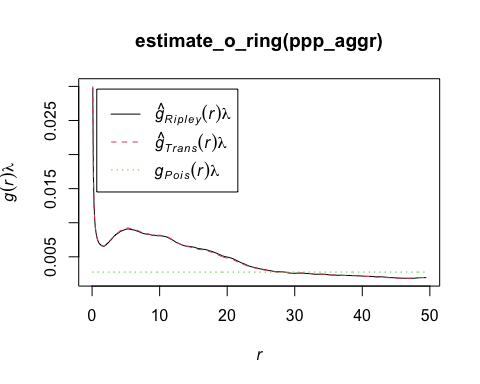 estimate_o_ring(ppp_aggr)
g(r)λ
0.005
0.015
0.025
ĝRipley(r)λ
ĝTrans(r)λ
gPois(r)λ
0 10 20 30 40 50
r